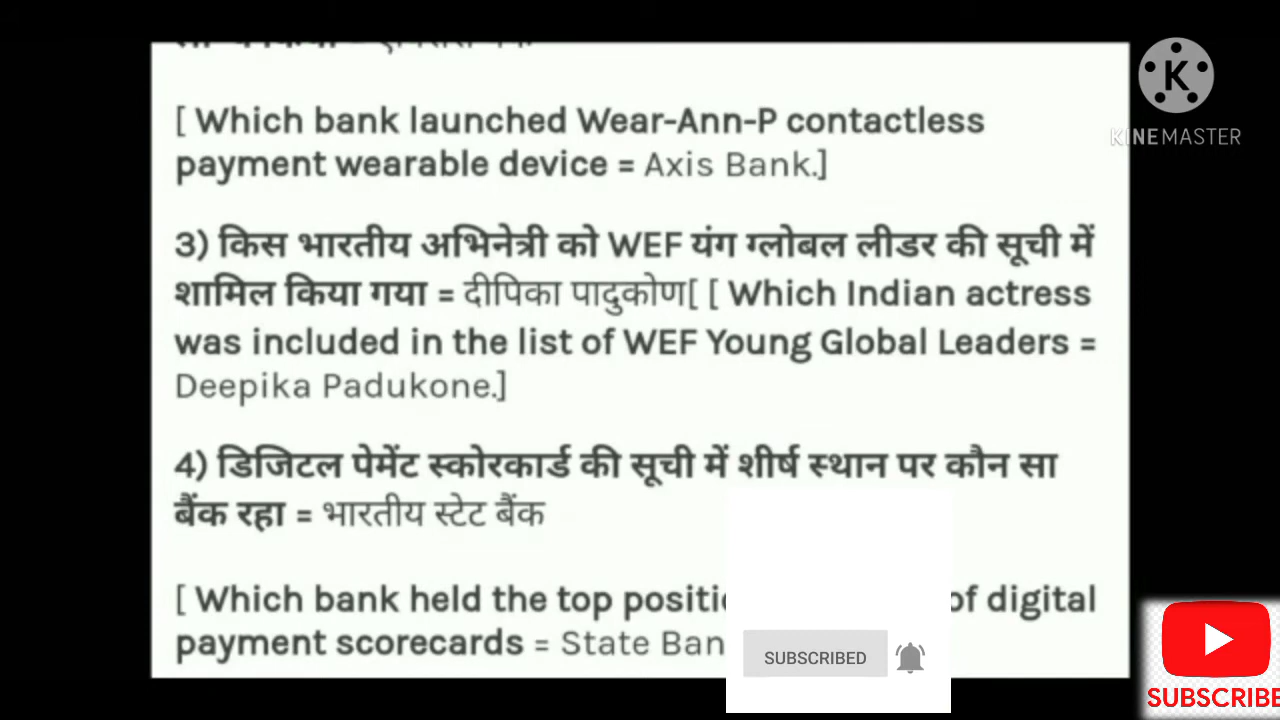 [ Which bank launched Wear-Ann-P contactless
payment wearable device = Axis Bank.]
3) किस भारतीय अभिनेत्री को WEF यंग ग्लोबल लीडर की सूची में
शामिल किया गया = दीपिका पादुकोण[ [ Which Indian actress
was included in the list of WEF Young Global Leaders =
Deepika Padukone.]
4) डिजिटल पेमेंट स्कोरकार्ड की सूची में शीर्ष स्थान पर कौन सा
बैंक रहा = भारतीय स्टेट बैंक
[ Which bank held the top of digital
payment scorecards = State
K
KINEMASTER
SUBSCRIBED
SUBSCRIBE